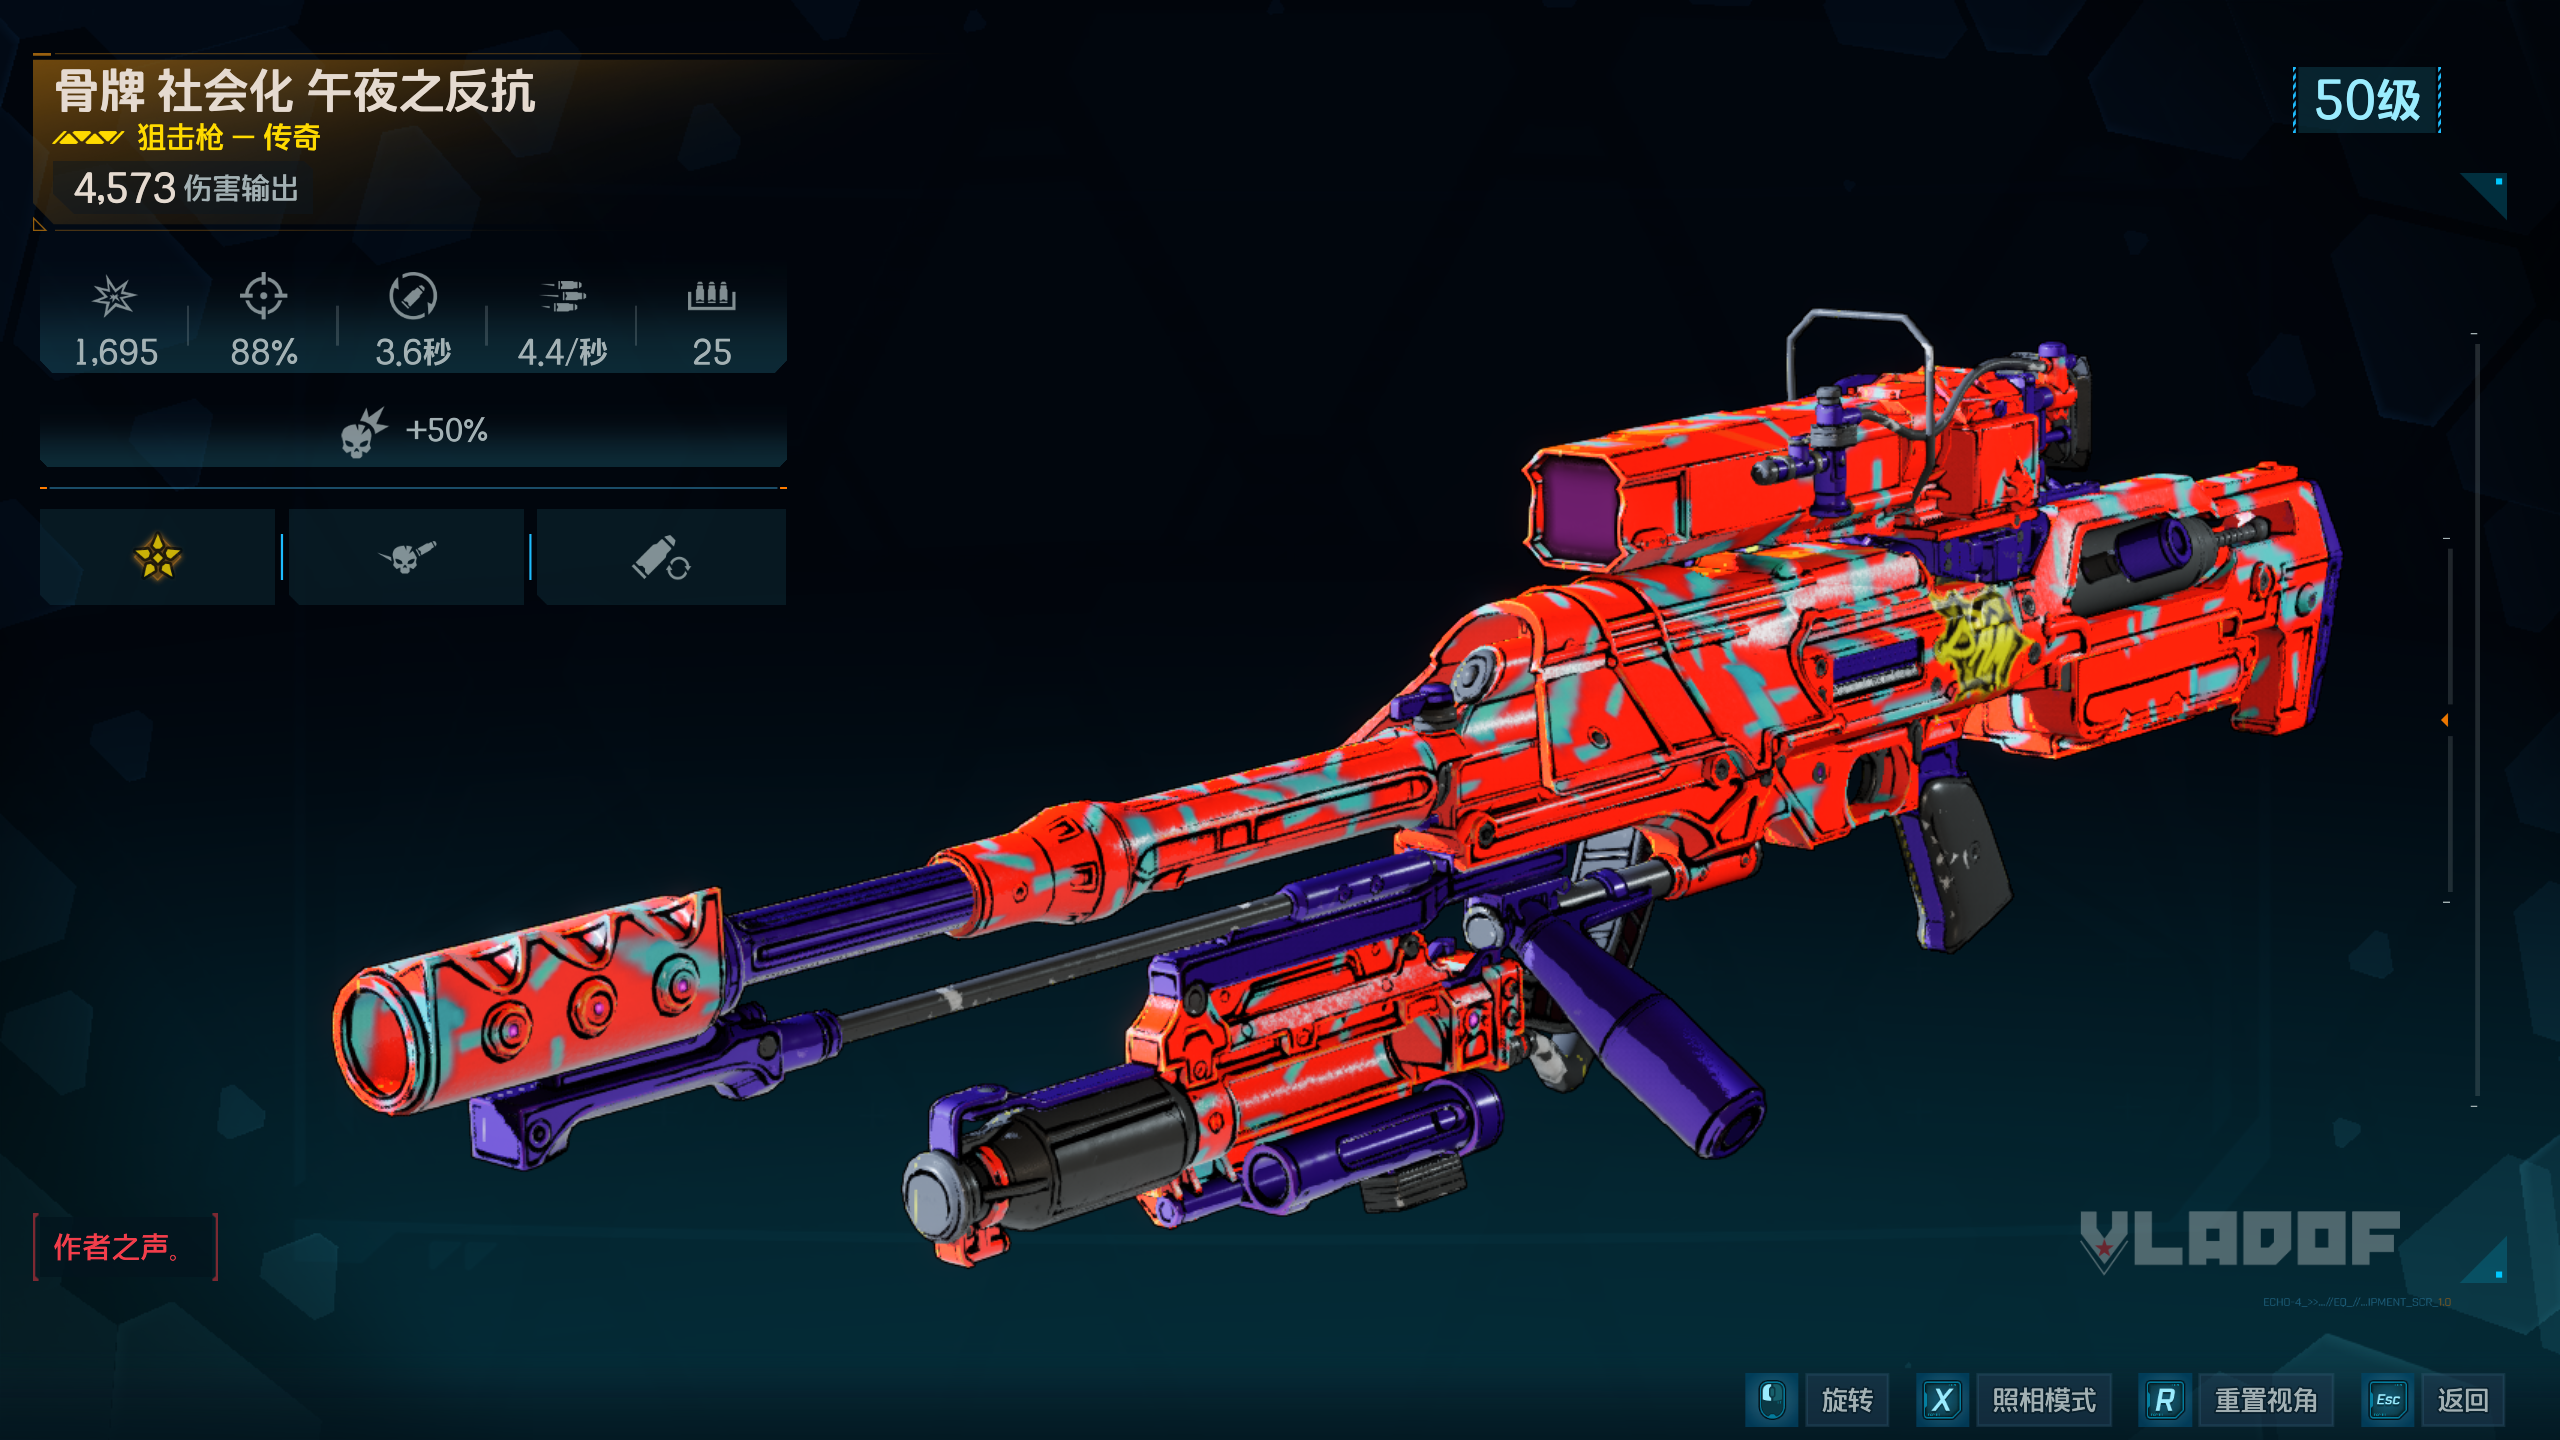 骨牌 社会化 午夜之反抗
狙击枪 — 传奇
4,573 伤害输出
50级
1,695
88%
3.6秒
4.4/秒
25
+50%
作者之声。
VLADOF
旋转
X 照相模式
R 重置视角
Esc 返回